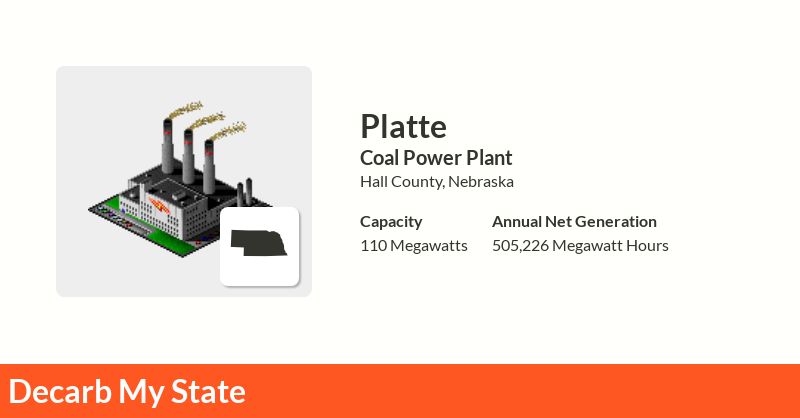 Platte
Coal Power Plant
Hall County, Nebraska
Capacity
110 Megawatts
Annual Net Generation
505,226 Megawatt Hours
Decarb My State